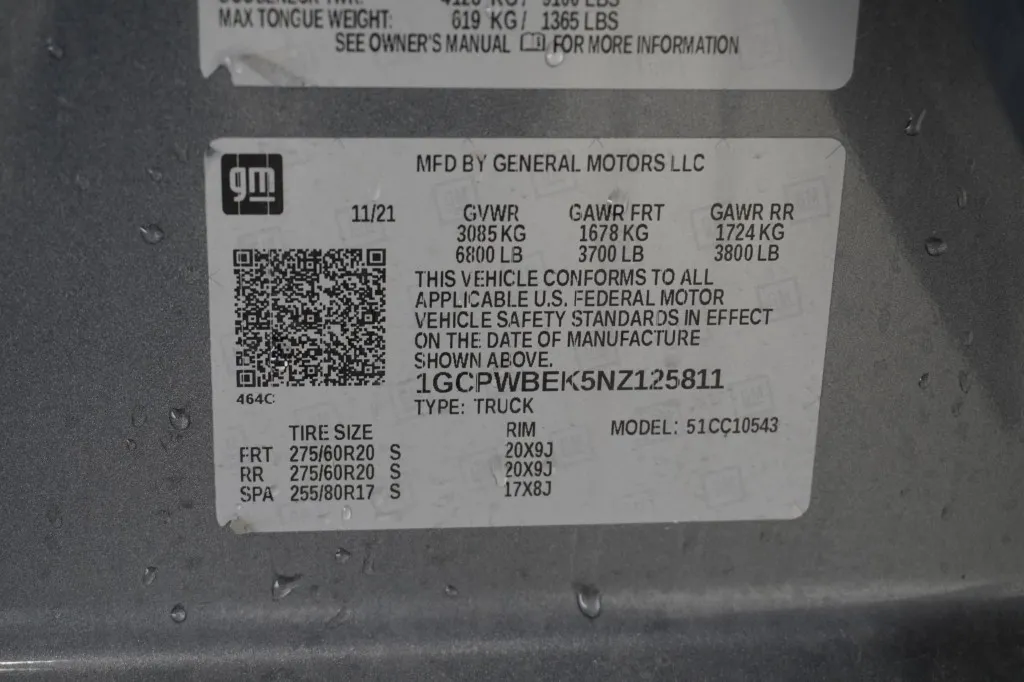 MAX TONGUE WEIGHT: 619 KG/ 1365 LBS
SEE OWNER'S MANUAL FOR MORE INFORMATION
gm
MFD BY GENERAL MOTORS LLC
11/21 GVWR GAWR FRT GAWR RR
3085 KG 1678 KG 1724 KG
6800 LB 3700 LB 3800 LB
THIS VEHICLE CONFORMS TO ALL
APPLICABLE U.S. FEDERAL MOTOR
VEHICLE SAFETY STANDARDS IN EFFECT
ON THE DATE OF MANUFACTURE
SHOWN ABOVE.
1GCPWBEK5NZ125811
464C
TYPE: TRUCK
TIRE SIZE RIM MODEL: 51CC10543
FRT 275/60R20 S 20X9J
RR 275/60R20 S 20X9J
SPA 255/80R17 S 17X8J